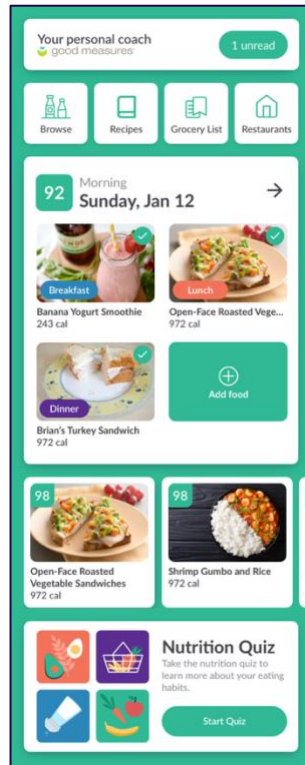 Your personal coach
good measures
1 unread
Browse
Recipes
Grocery List
Restaurants
92
Morning
Sunday, Jan 12
Breakfast
Banana Yogurt Smoothie
243 cal
Lunch
Open-Face Roasted Vege...
972 cal
Dinner
Brian's Turkey Sandwich
972 cal
Add food
98
Open-Face Roasted
Vegetable Sandwiches
972 cal
98
Shrimp Gumbo and Rice
972 cal
Nutrition Quiz
Take the nutrition quiz to
learn more about your eating
habits.
Start Quiz